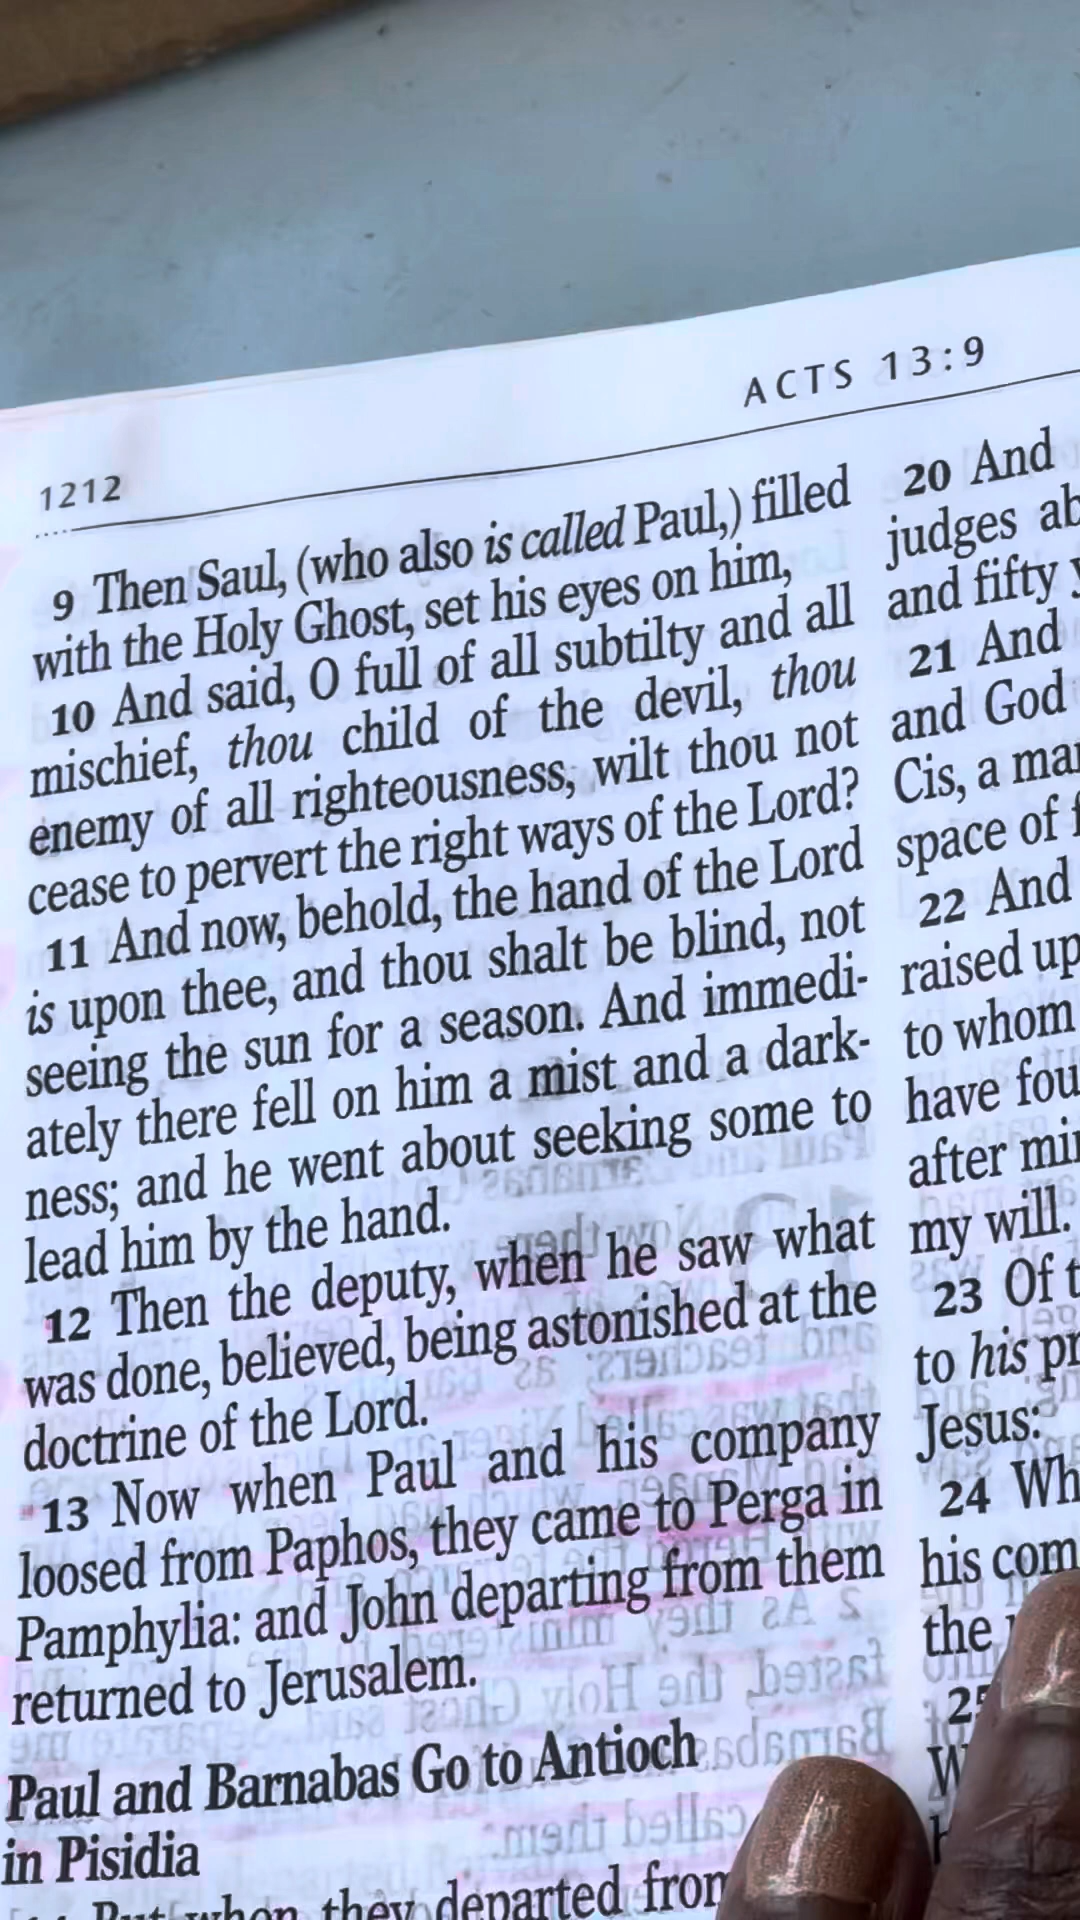 1212
ACTS 13:9
9 Then Saul, (who also is called Paul,) filled
with the Holy Ghost, set his eyes on him,
10 And said, O full of all subtilty and all
mischief, thou child of the devil, thou
enemy of all righteousness, wilt thou not
cease to pervert the right ways of the Lord?
11 And now, behold, the hand of the Lord
is upon thee, and thou shalt be blind, not
seeing the sun for a season. And immedi-
ately there fell on him a mist and a dark-
ness; and he went about seeking some to
lead him by the hand.
12 Then the deputy, when he saw what
was done, believed, being astonished at the
doctrine of the Lord.
13 Now when Paul and his company
loosed from Paphos, they came to Perga in
Pamphylia: and John departing from them
returned to Jerusalem.
Paul and Barnabas Go to Antioch
in Pisidia
But when they departed from
20 And
judges
and fifty
21 And
and God
Cis, a
space of
22 And
raised up
to whom
have
after
my will.
23 Of
to his
Jesus:
24
his
the